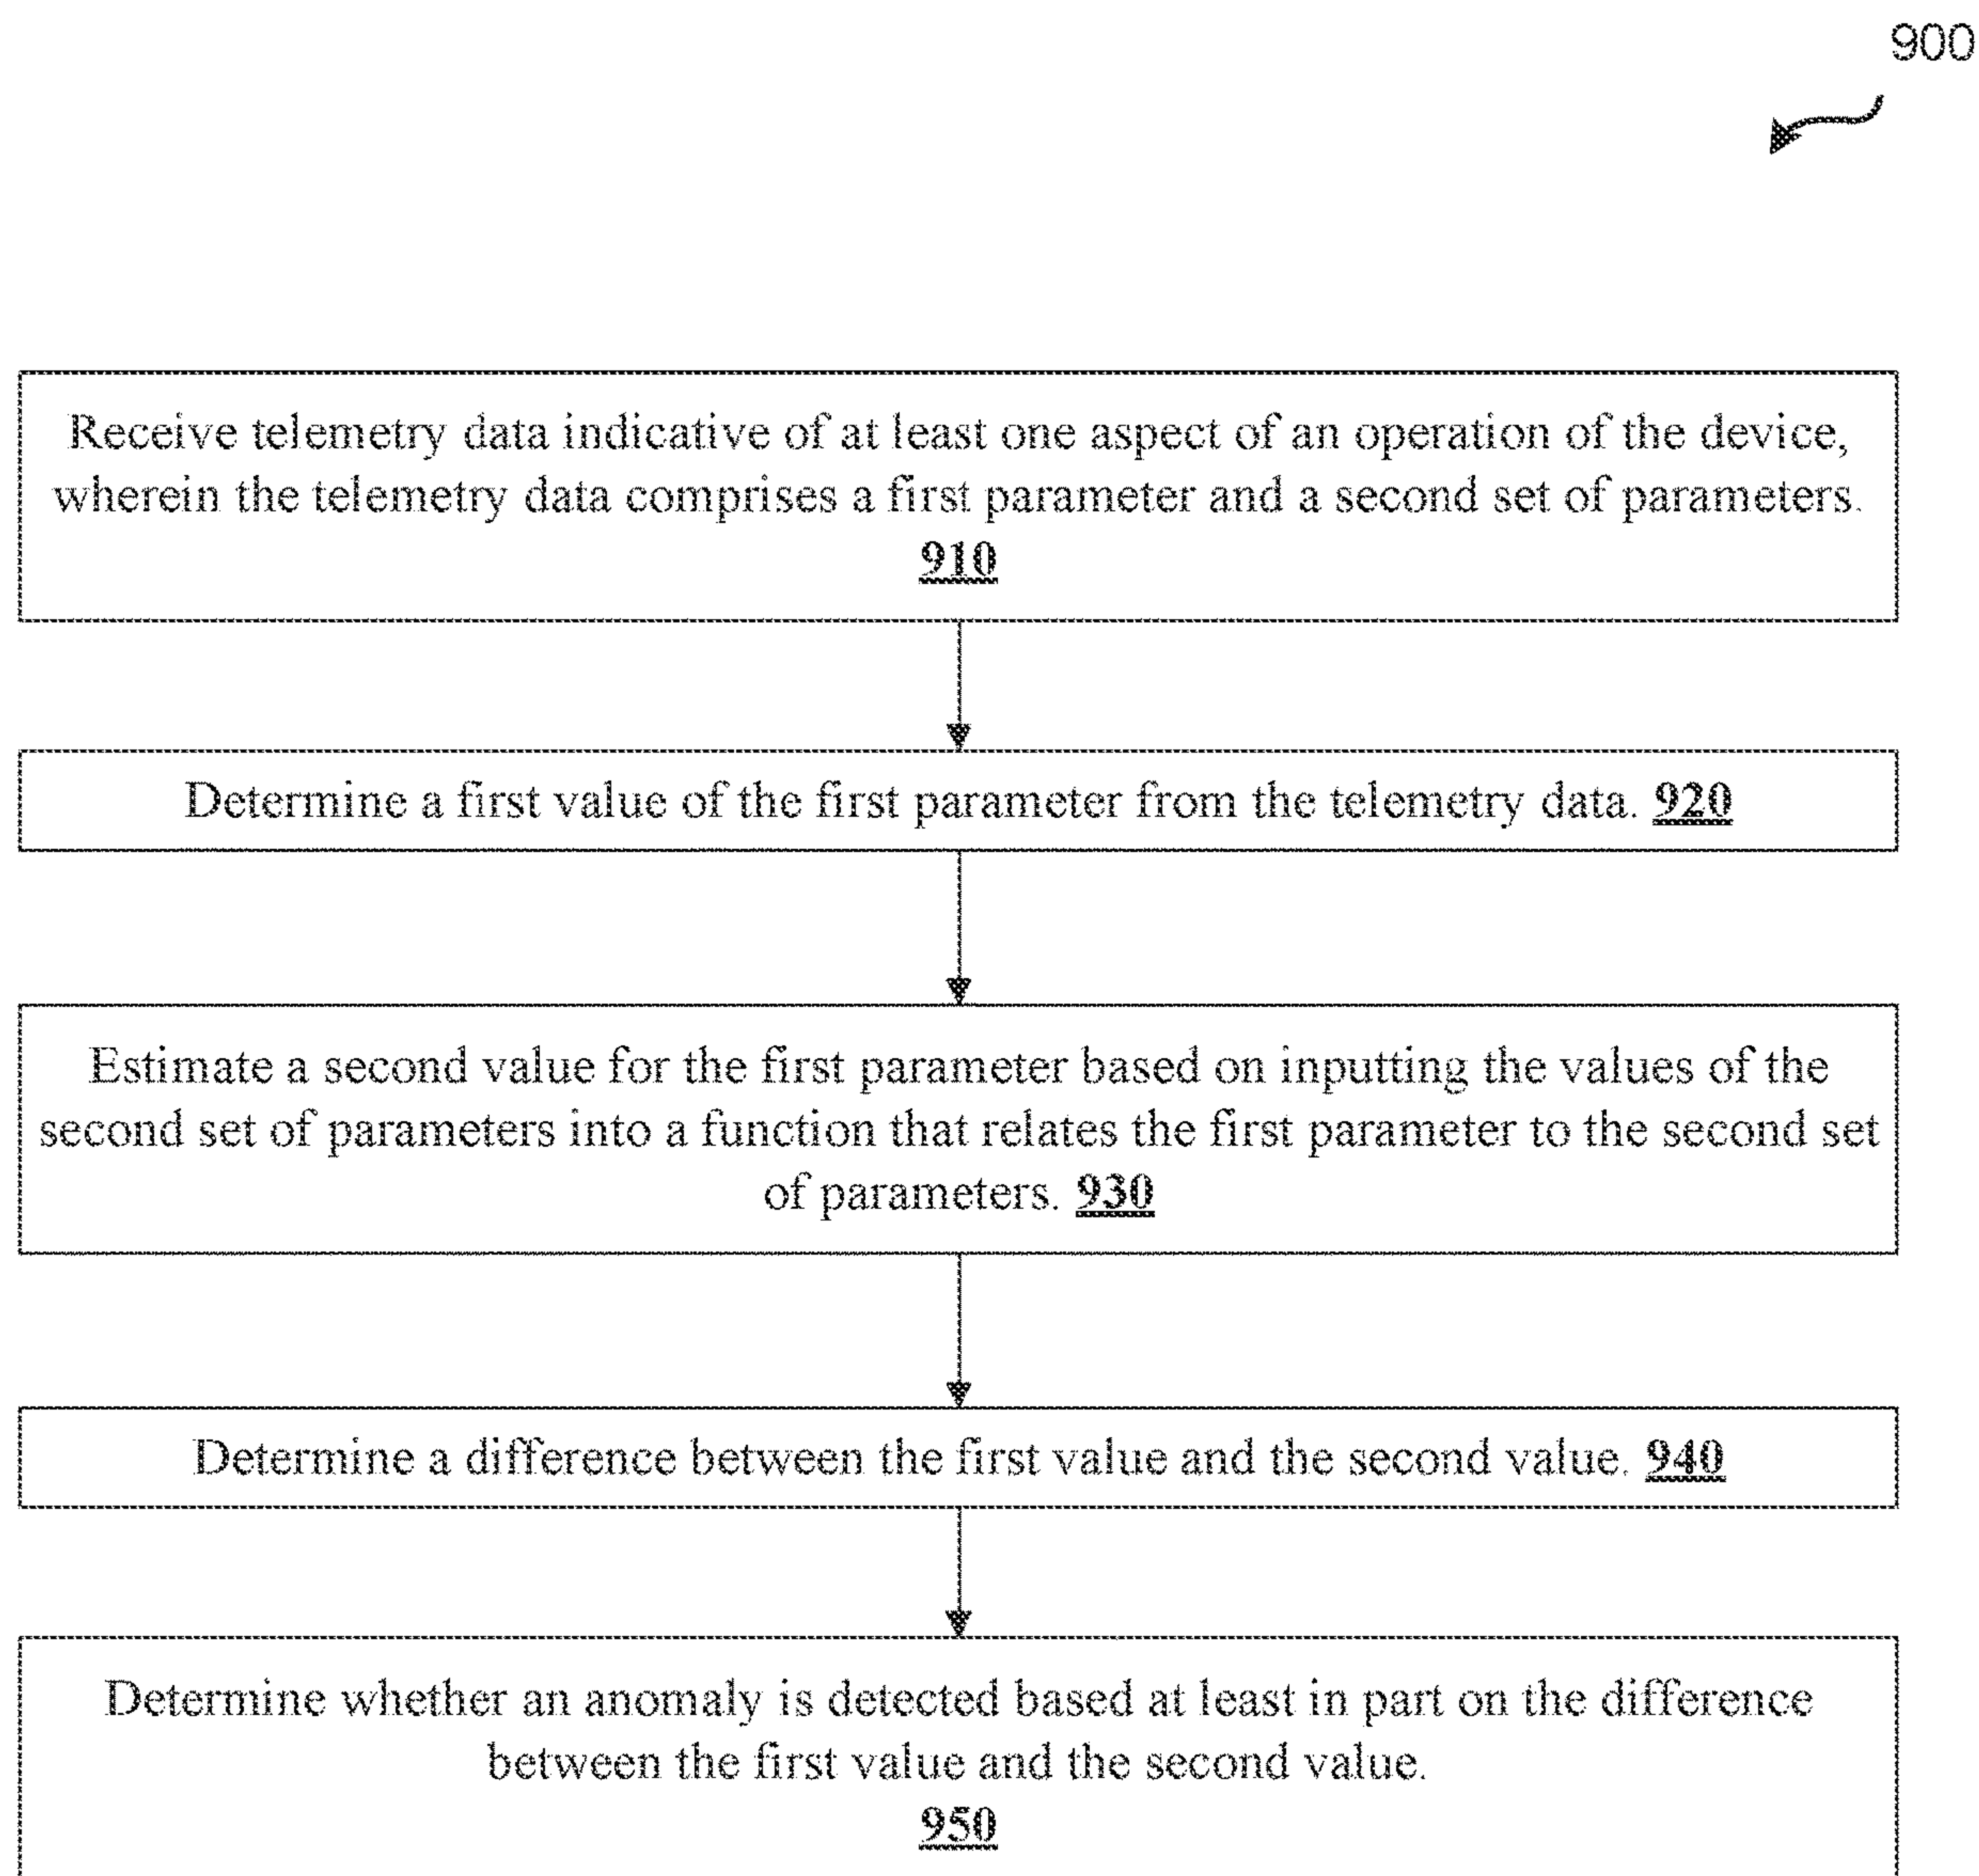 900
Receive telemetry data indicative of at least one aspect of an operation of the device,
wherein the telemetry data comprises a first parameter and a second set of parameters.
910
Determine a first value of the first parameter from the telemetry data. 920
Estimate a second value for the first parameter based on inputting the values of the
second set of parameters into a function that relates the first parameter to the second set
of parameters. 930
Determine a difference between the first value and the second value. 940
Determine whether an anomaly is detected based at least in part on the difference
between the first value and the second value.
950